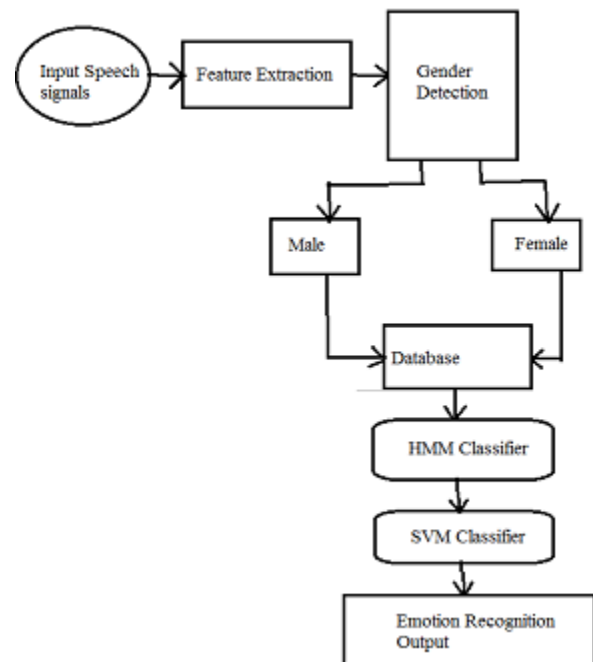 Input Speech
signals
Feature Extraction
Gender
Detection
Male
Female
Database
HMM Classifier
SVM Classifier
Emotion Recognition
Output